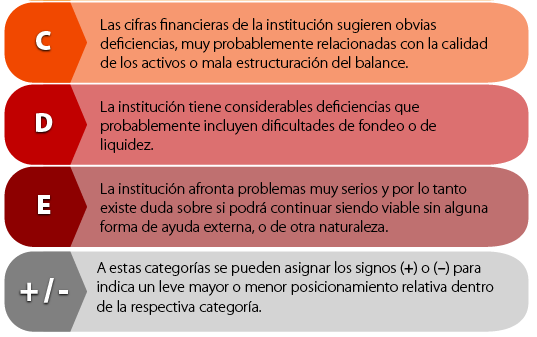 C
Las cifras financieras de la institución sugieren obvias
deficiencias, muy probablemente relacionadas con la calidad
de los activos o mala estructuración del balance.
D
La institución tiene considerables deficiencias que
probablemente incluyen dificultades de fondeo o de
liquidez.
E
La institución afronta problemas muy serios y por lo tanto
existe duda sobre si podrá continuar siendo viable sin alguna
forma de ayuda externa, o de otra naturaleza.
+ / -
A estas categorías se pueden asignar los signos (+) o (–) para
indica un leve mayor o menor posicionamiento relativa dentro
de la respectiva categoría.